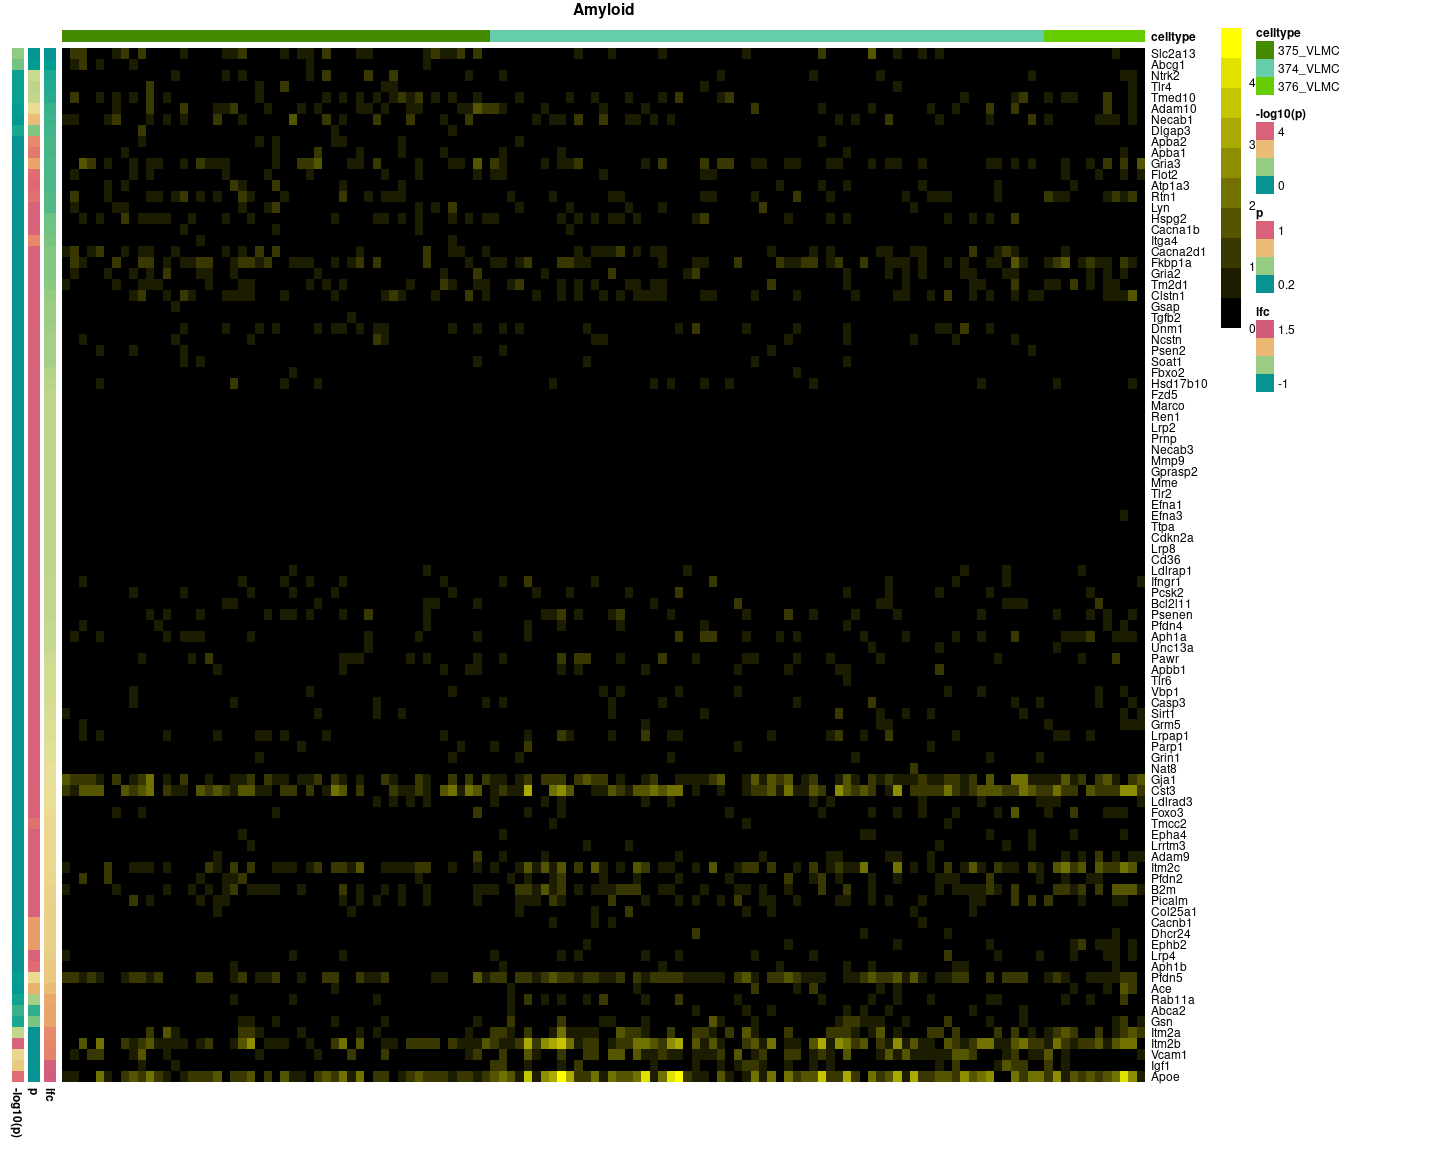 Amyloid
celltype
Slc2a13
Abcg1
Ntrk2
Tlr4
Tmed10
Adam10
Necab1
Dlgap3
Apba2
Apba1
Gria3
Flot2
Atp1a3
Rtn1
Lyn
Hspg2
Cacna1b
Itga4
Cacna2d1
Fkbp1a
Gria2
Tm2d1
Clstn1
Gsap
Tgfb2
Dnm1
Ncstn
Psen2
Soat1
Fbxo2
Hsd17b10
Fzd5
Marco
Ren1
Lrp2
Prnp
Necab3
Mmp9
Gprasp2
Mme
Tlr2
Efna1
Efna3
Ttpa
Cdkn2a
Lrp8
Cd36
Ldlrap1
Ifngr1
Pcsk2
Bcl2l11
Psenen
Pfdn4
Aph1a
Unc13a
Pawr
Apbb1
Tlr6
Vbp1
Casp3
Sirt1
Grm5
Lrpap1
Parp1
Grin1
Nat8
Gja1
Cst3
Ldlrad3
Foxo3
Tmcc2
Epha4
Lrrtm3
Adam9
Itm2c
Pfdn2
B2m
Picalm
Col25a1
Cacnb1
Dhcr24
Ephb2
Lrp4
Aph1b
Pfdn5
Ace
Rab11a
Abca2
Gsn
Itm2a
Itm2b
Vcam1
Igf1
Apoe
-log10(p)
p
lfc
4
3
2
1
0
celltype
375_VLMC
374_VLMC
376_VLMC
-log10(p)
4
0
p
1
0.2
lfc
1.5
-1